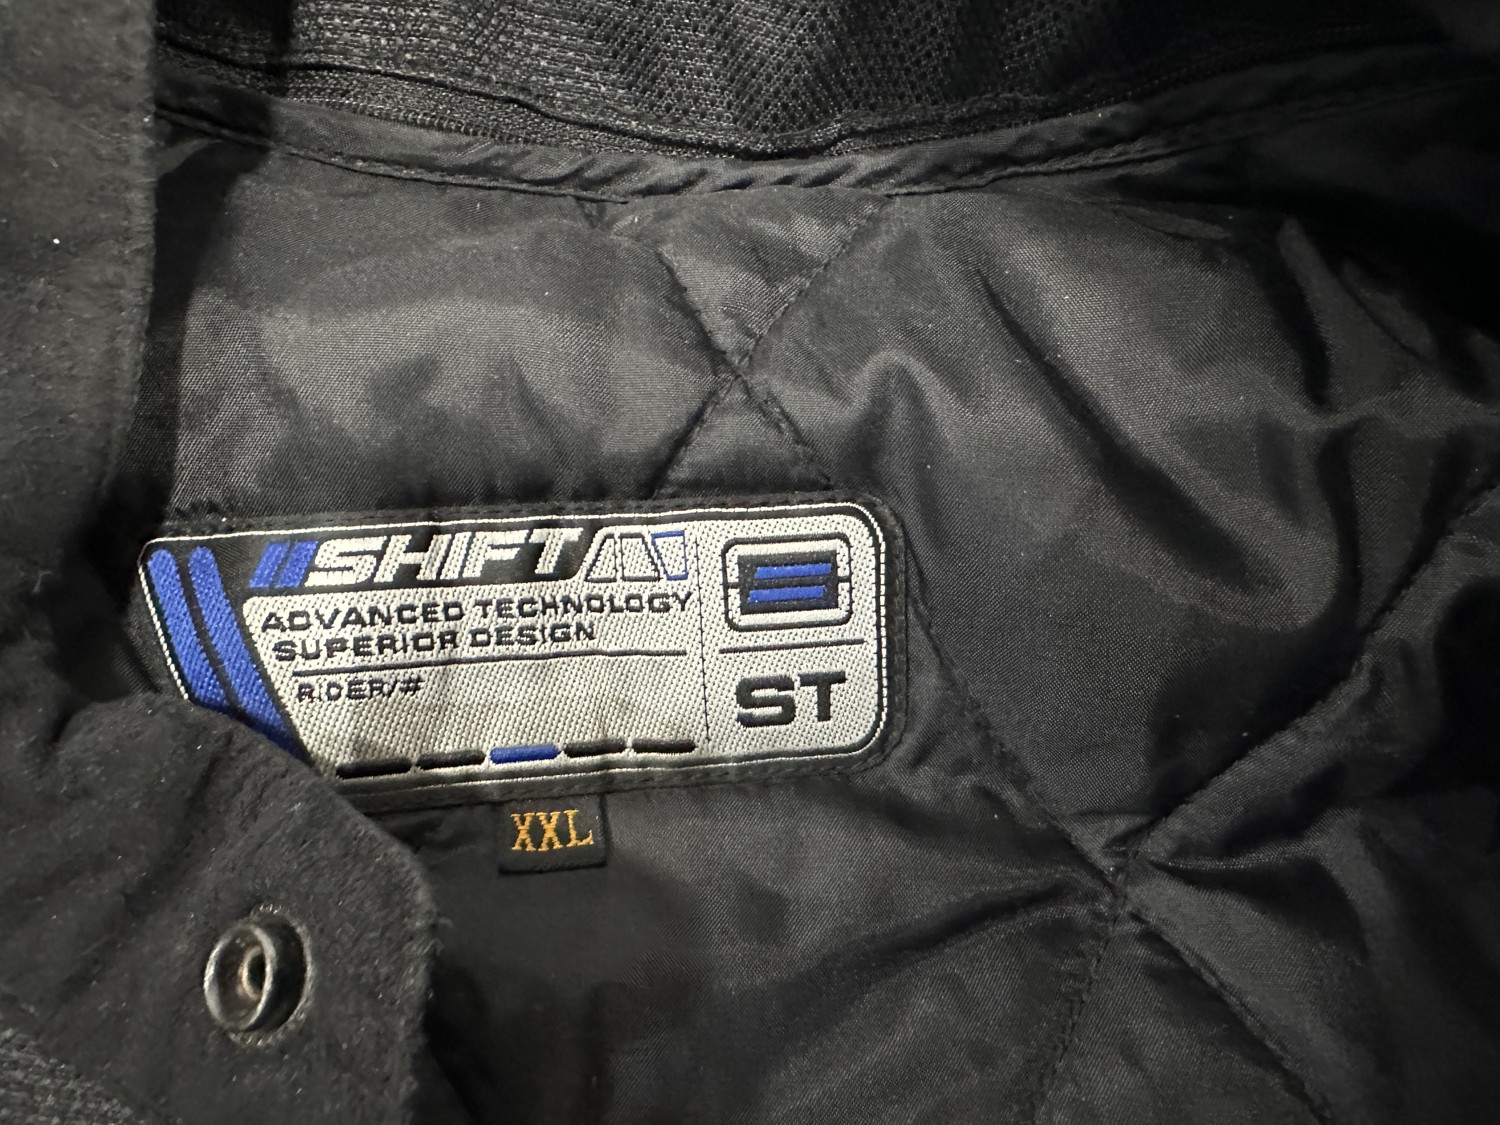 SHIFT
ADVANCED TECHNOLOGY
SUPERIOR DESIGN
RIDER/#
ST
XXL